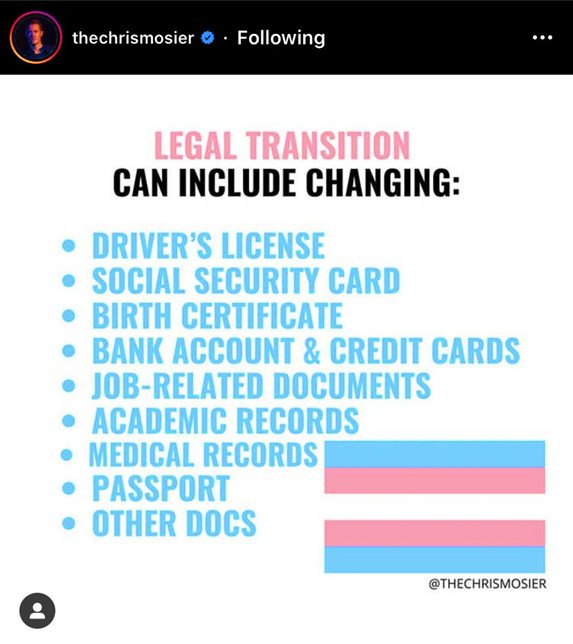 thechrismosier · Following
LEGAL TRANSITION
CAN INCLUDE CHANGING:
• DRIVER'S LICENSE
• SOCIAL SECURITY CARD
• BIRTH CERTIFICATE
• BANK ACCOUNT & CREDIT CARDS
• JOB-RELATED DOCUMENTS
• ACADEMIC RECORDS
• MEDICAL RECORDS
• PASSPORT
• OTHER DOCS
@THECHRISMOSIER